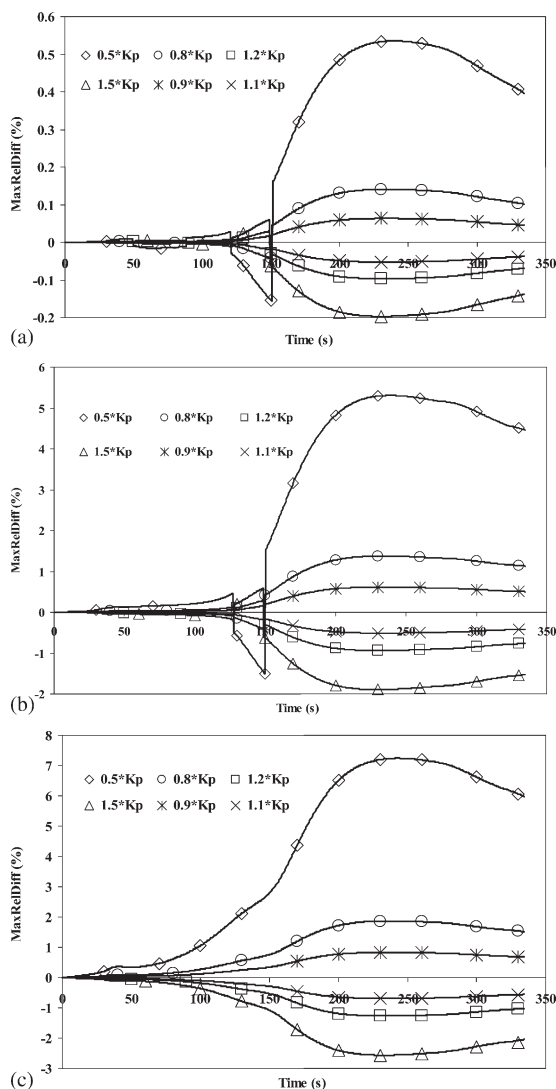 0.6
0.5
0.4
0.3
0.2
0.1
0
-0.1
-0.2
MaxRelDiff (%)
0.5*Kp 0.8*Kp 1.2*Kp
1.5*Kp 0.9*Kp 1.1*Kp
0 50 100 150 200 250 300 350
Time (s)
(a)
6
5
4
3
2
1
0
-1
-2
MaxRelDiff (%)
0.5*Kp 0.8*Kp 1.2*Kp
1.5*Kp 0.9*Kp 1.1*Kp
0 50 100 150 200 250 300 350
Time (s)
(b)
8
7
6
5
4
3
2
1
0
-1
-2
-3
MaxRelDiff (%)
0.5*Kp 0.8*Kp 1.2*Kp
1.5*Kp 0.9*Kp 1.1*Kp
0 50 100 150 200 250 300 350
Time (s)
(c)